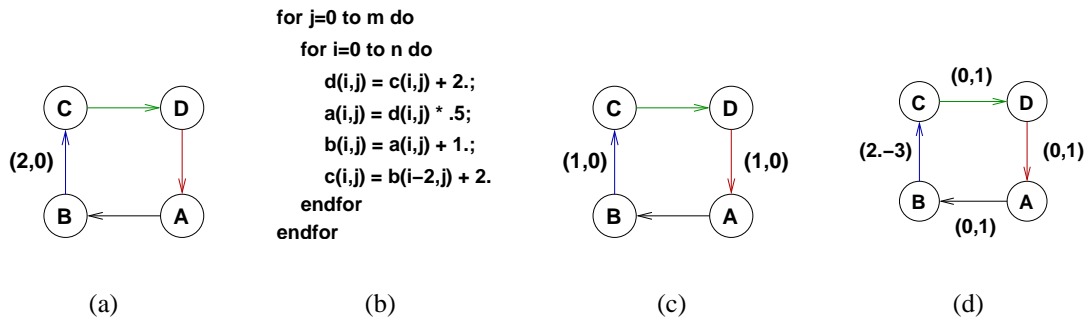 C
D
(2,0)
B
A
(a)
for j=0 to m do
for i=0 to n do
d(i,j) = c(i,j) + 2.;
a(i,j) = d(i,j) * .5;
b(i,j) = a(i,j) + 1.;
c(i,j) = b(i−2,j) + 2.
endfor
endfor
(b)
C
D
(1,0)
(1,0)
B
A
(c)
(0,1)
C
D
(2.−3)
(0,1)
B
A
(0,1)
(d)